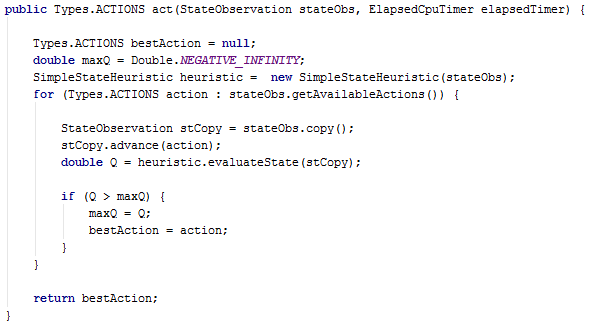 public Types.ACTIONS act(StateObservation stateObs, ElapsedCpuTimer elapsedTimer) {
Types.ACTIONS bestAction = null;
double maxQ = Double.NEGATIVE_INFINITY;
SimpleStateHeuristic heuristic =  new SimpleStateHeuristic(stateObs);
for (Types.ACTIONS action : stateObs.getAvailableActions()) {
StateObservation stCopy = stateObs.copy();
stCopy.advance(action);
double Q = heuristic.evaluateState(stCopy);
if (Q > maxQ) {
maxQ = Q;
bestAction = action;
}
}
return bestAction;
}